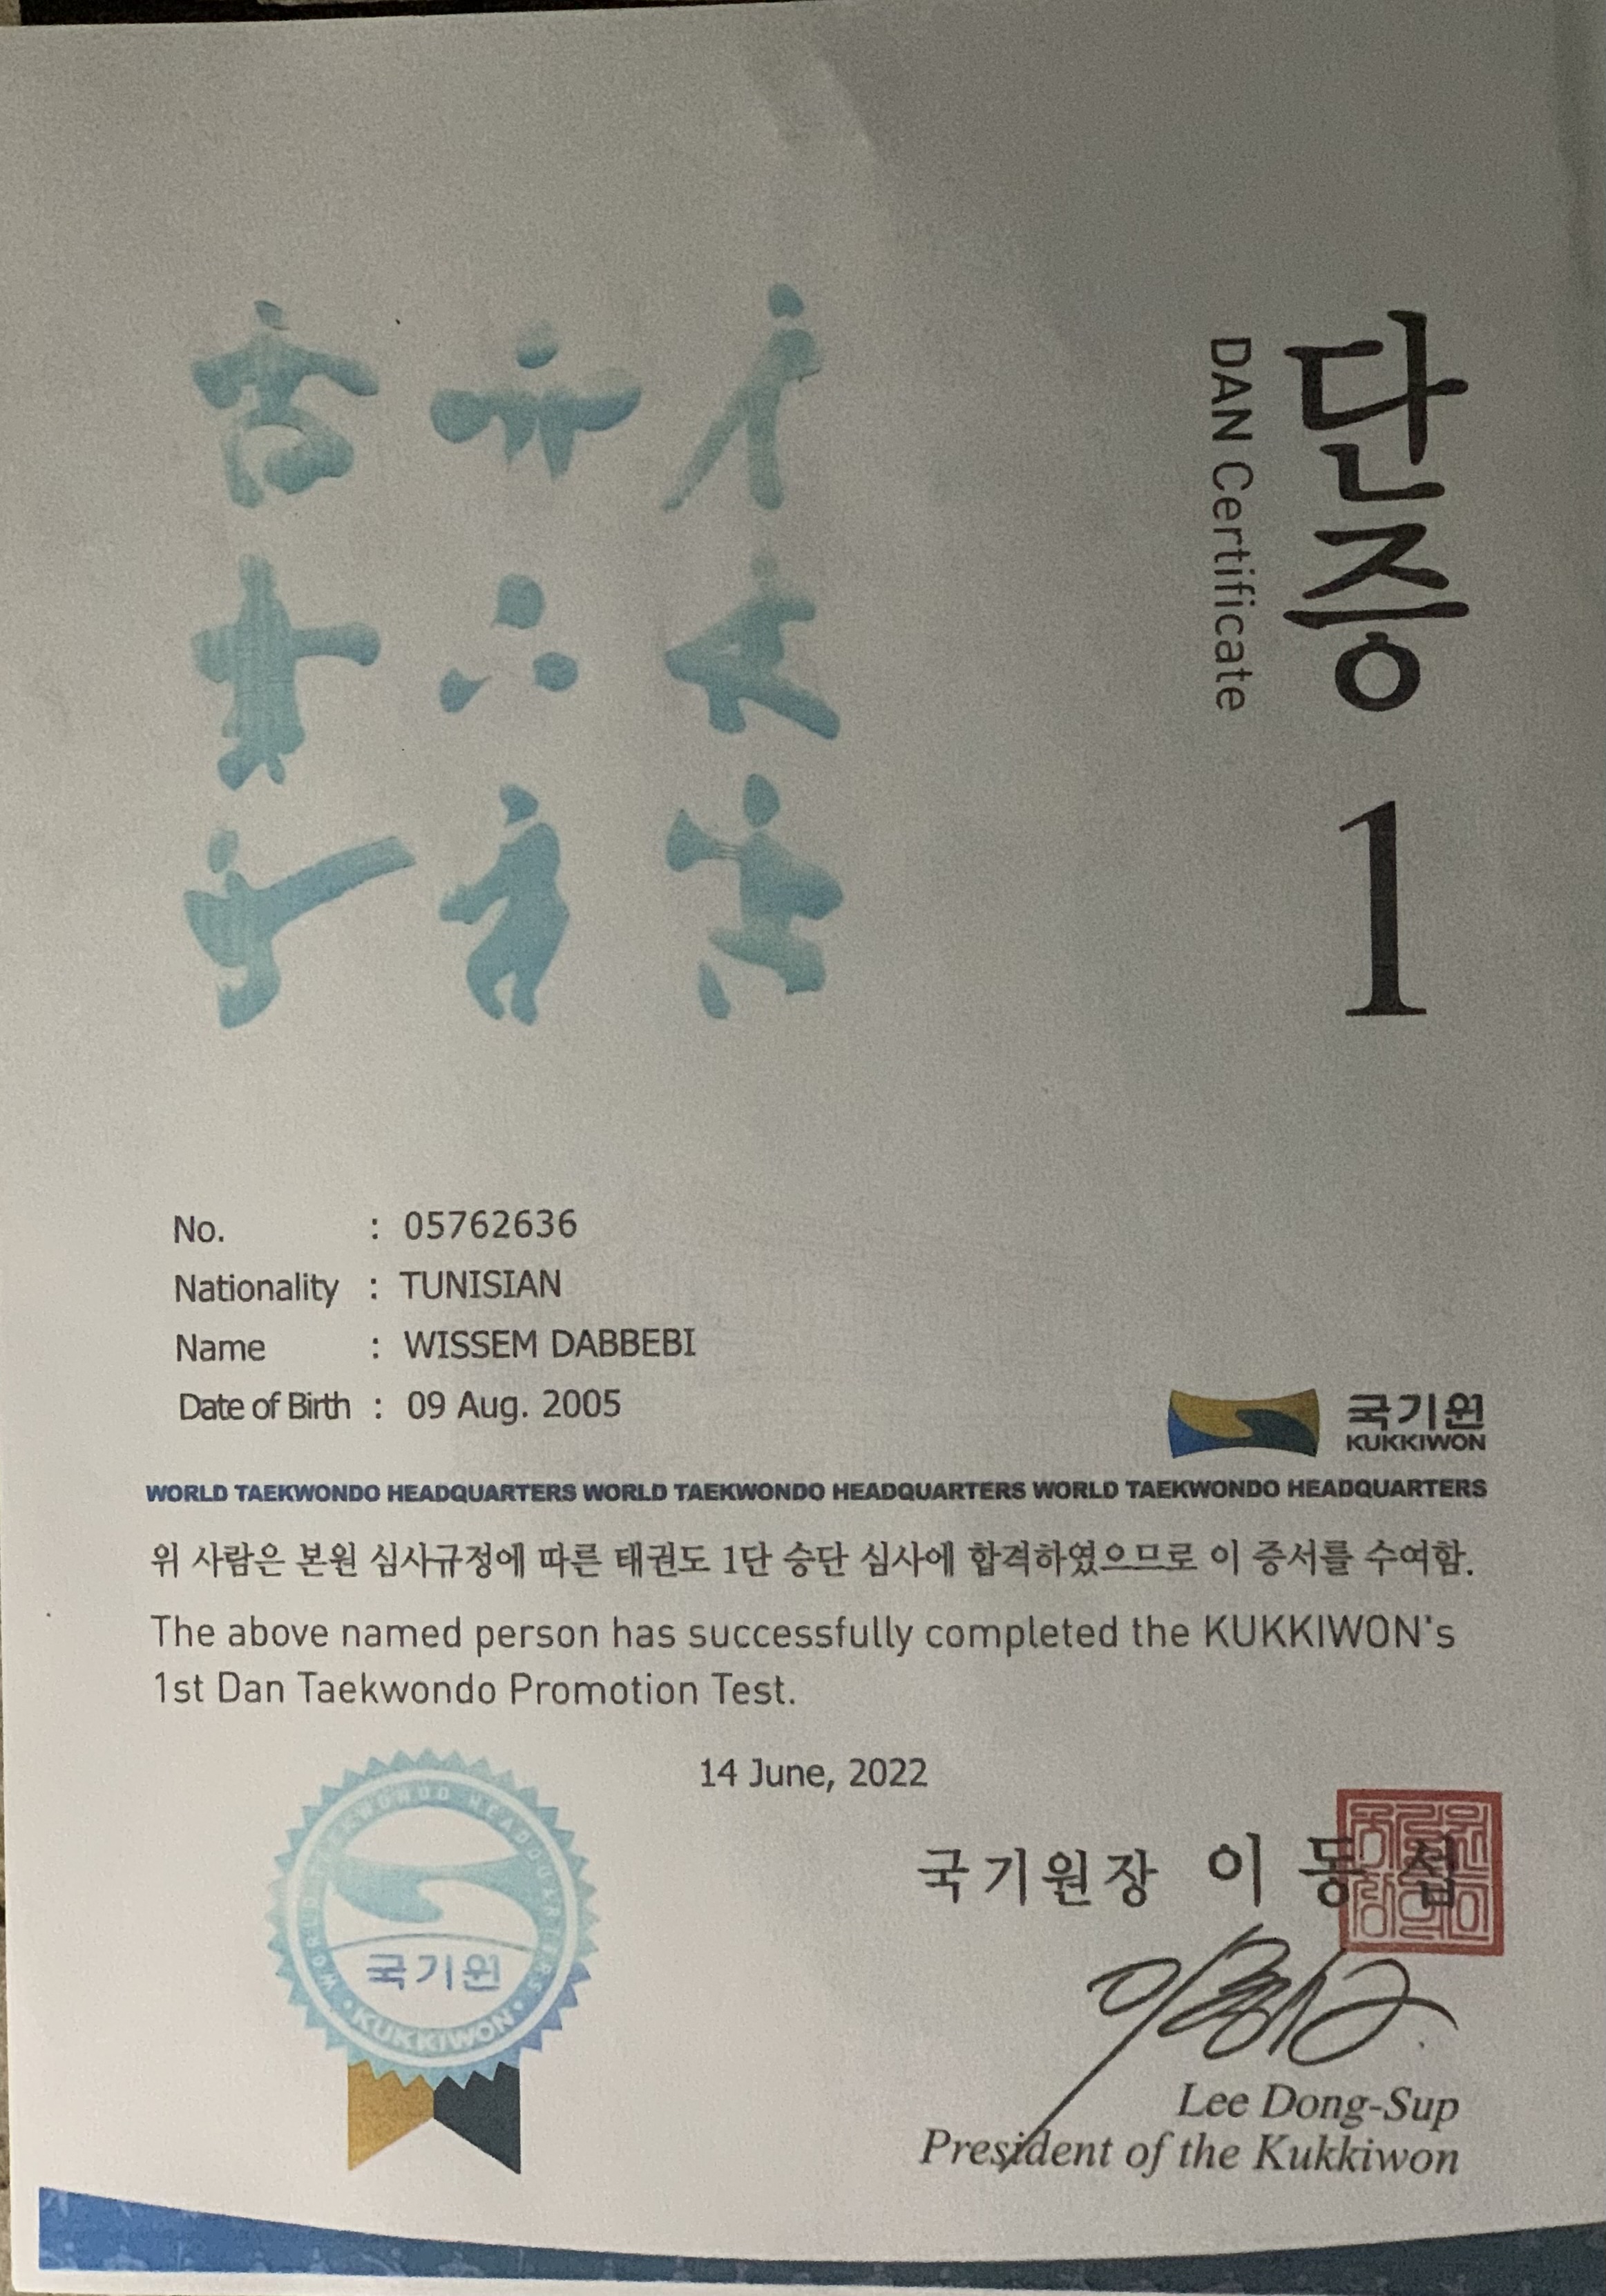 단증 1
DAN Certificate
No. : 05762636
Nationality : TUNISIAN
Name : WISSEM DABBEBI
Date of Birth : 09 Aug. 2005
국기원
KUKKIWON
WORLD TAEKWONDO HEADQUARTERS WORLD TAEKWONDO HEADQUARTERS WORLD TAEKWONDO HEADQUARTERS
위 사람은 본원 심사규정에 따른 태권도 1단 승단 심사에 합격하였으므로 이 증서를 수여함.
The above named person has successfully completed the KUKKIWON's
1st Dan Taekwondo Promotion Test.
14 June, 2022
국기원장 이 동 섭
국기원
KUKKIWON
Lee Dong-Sup
President of the Kukkiwon